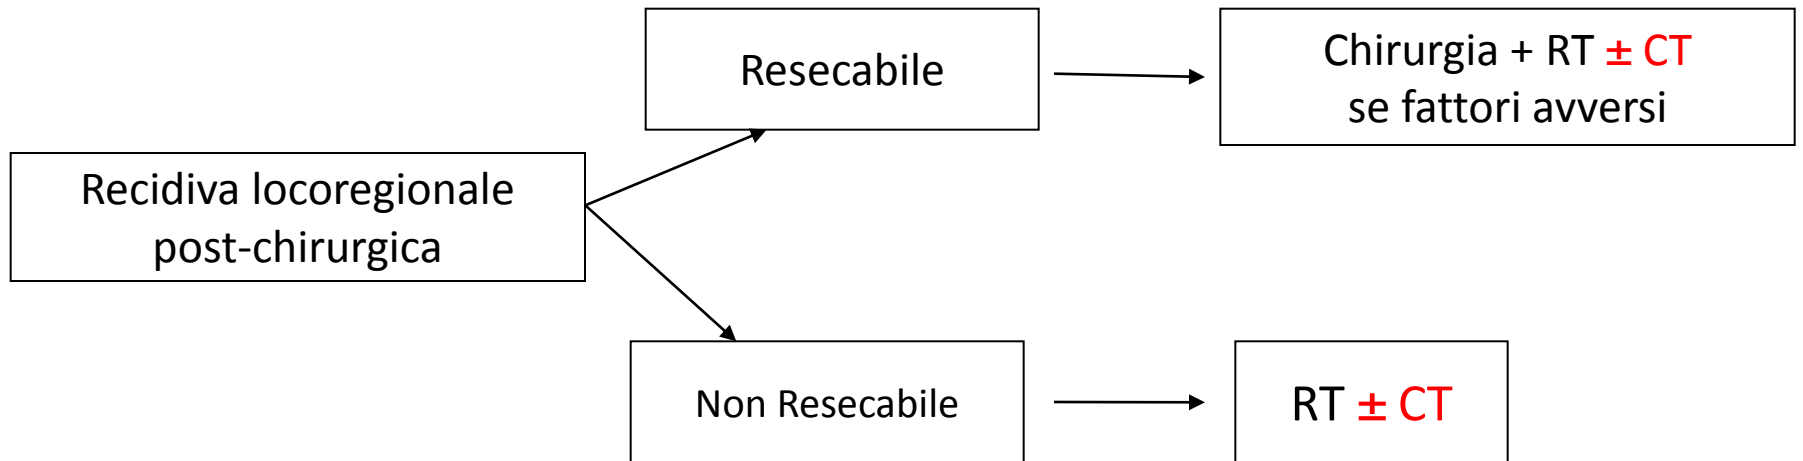 Recidiva locoregionale
post-chirurgica
Resecabile
Chirurgia + RT ± CT
se fattori avversi
Non Resecabile
RT ± CT